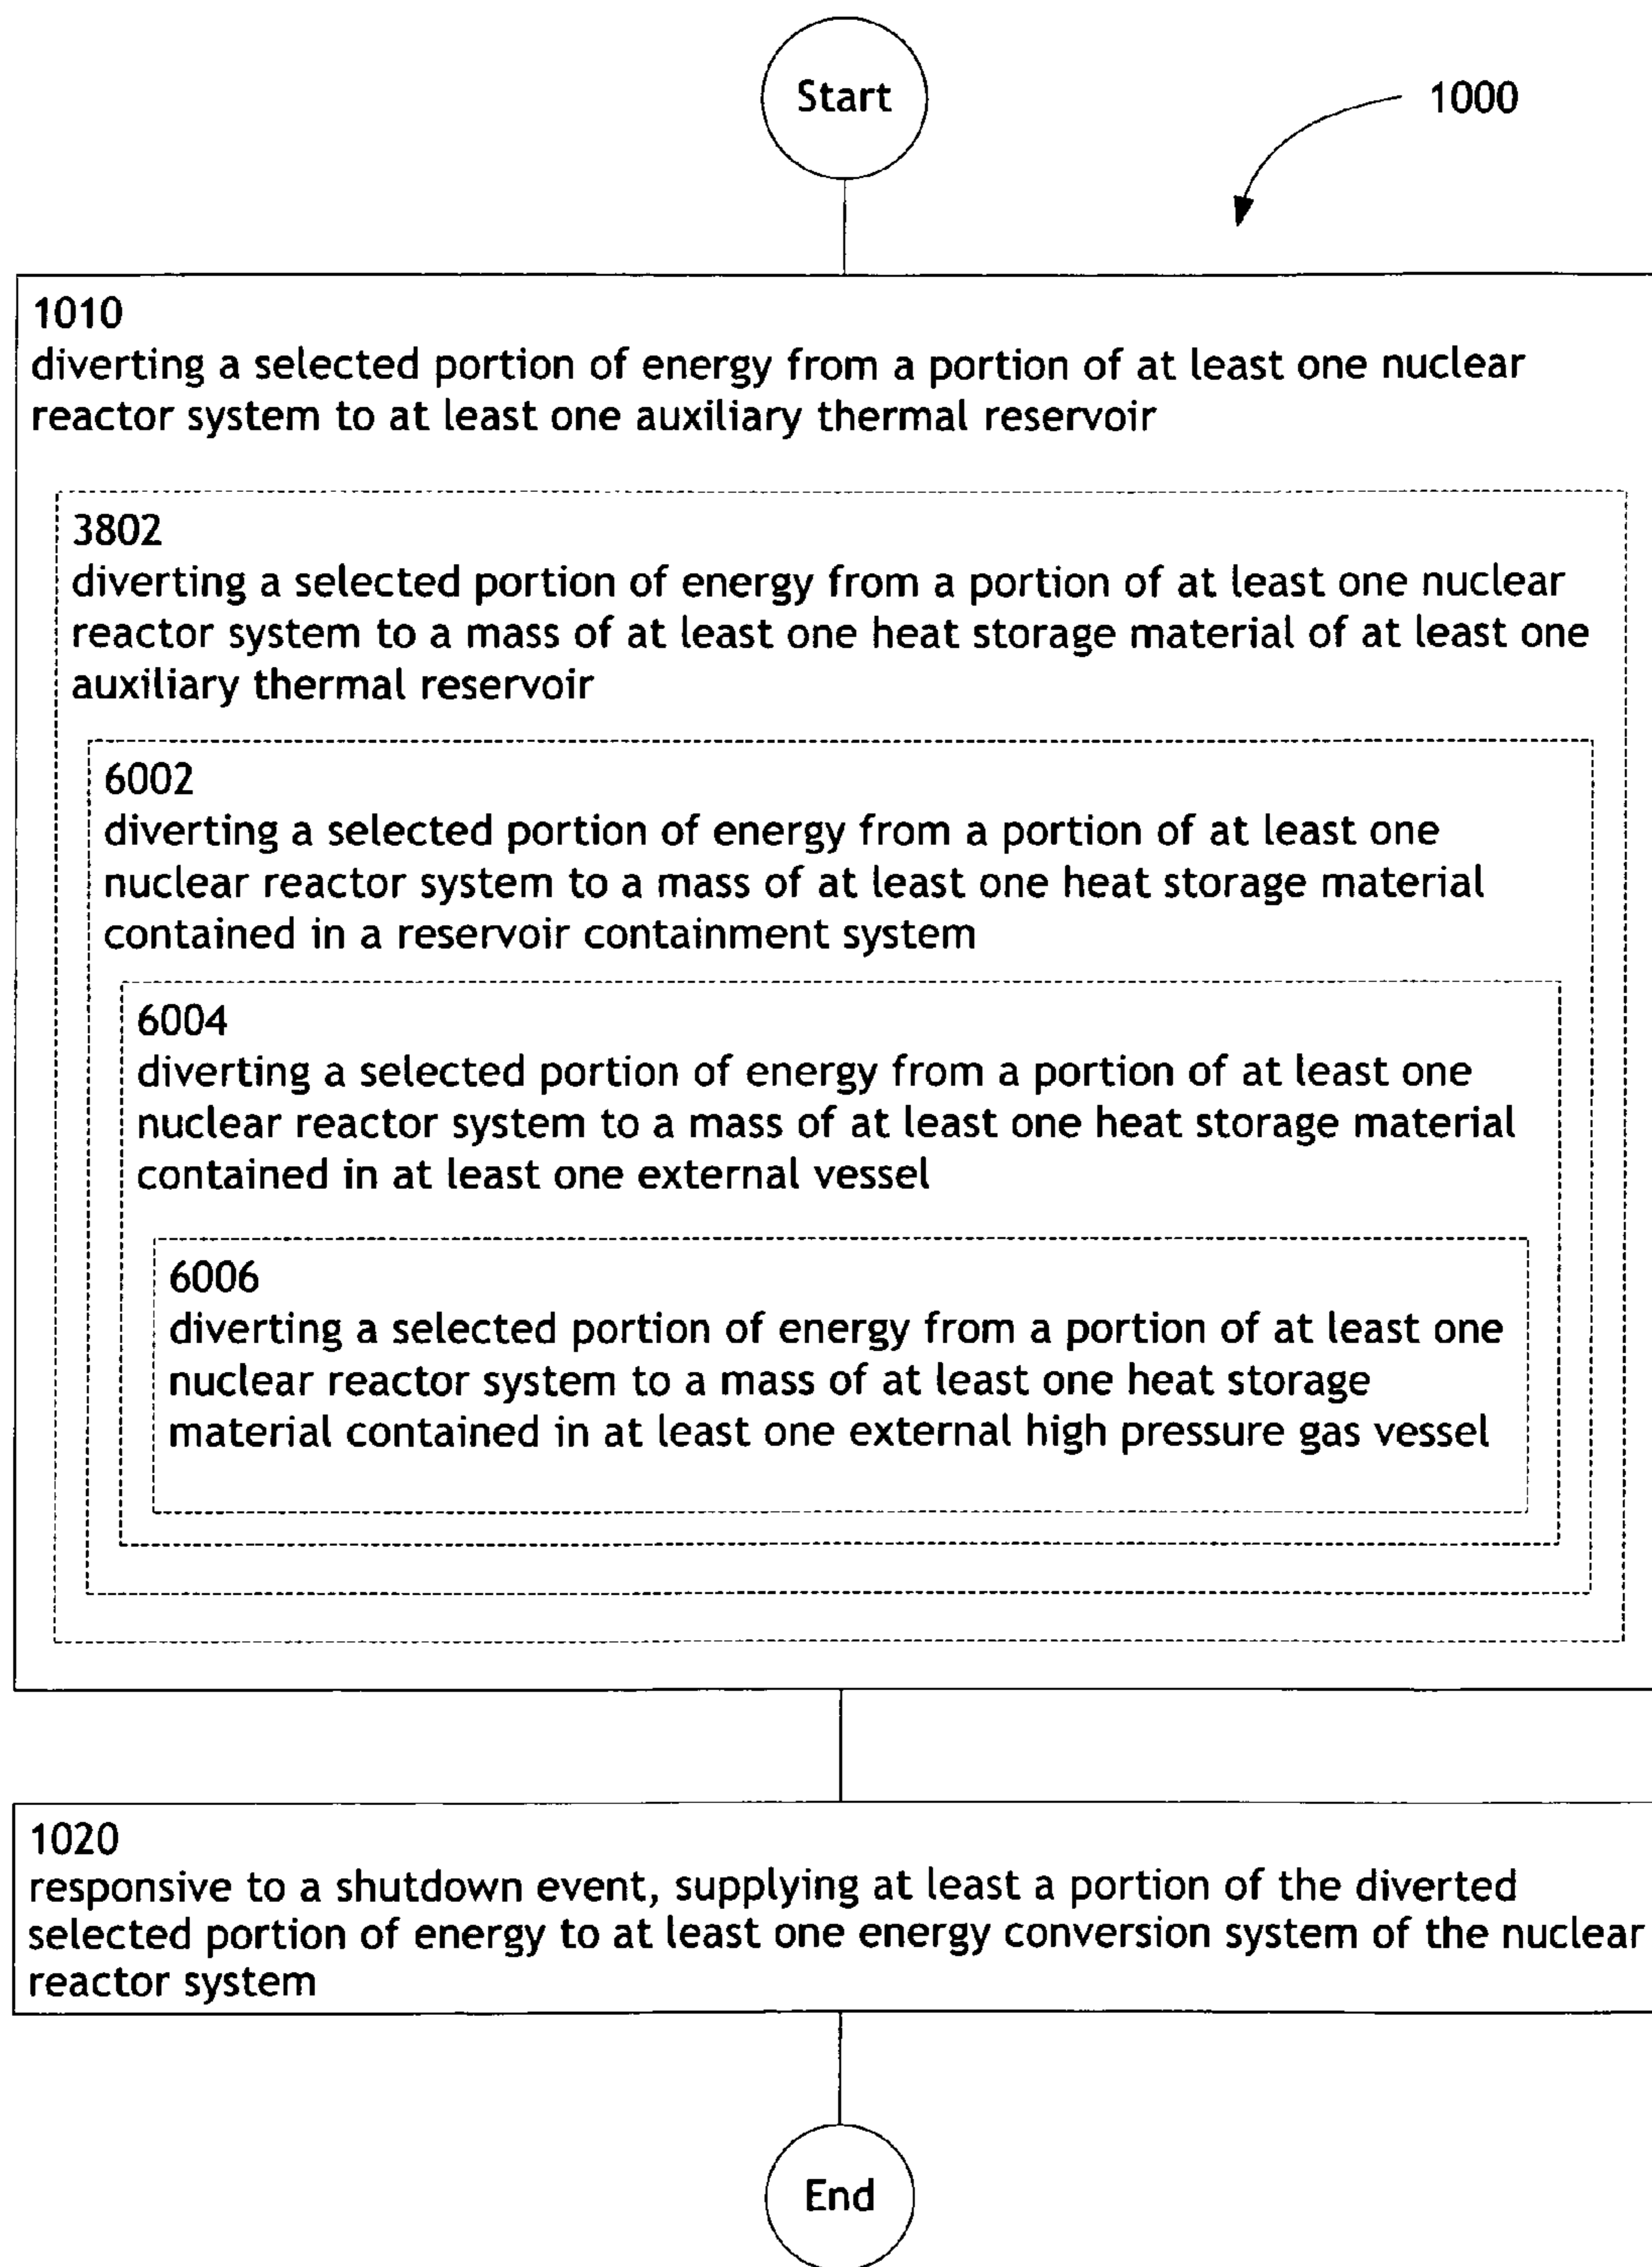 Start
1000
1010
diverting a selected portion of energy from a portion of at least one nuclear
reactor system to at least one auxiliary thermal reservoir
3802
diverting a selected portion of energy from a portion of at least one nuclear
reactor system to a mass of at least one heat storage material of at least one
auxiliary thermal reservoir
6002
diverting a selected portion of energy from a portion of at least one
nuclear reactor system to a mass of at least one heat storage material
contained in a reservoir containment system
6004
diverting a selected portion of energy from a portion of at least one
nuclear reactor system to a mass of at least one heat storage material
contained in at least one external vessel
6006
diverting a selected portion of energy from a portion of at least one
nuclear reactor system to a mass of at least one heat storage
material contained in at least one external high pressure gas vessel
1020
responsive to a shutdown event, supplying at least a portion of the diverted
selected portion of energy to at least one energy conversion system of the nuclear
reactor system
End